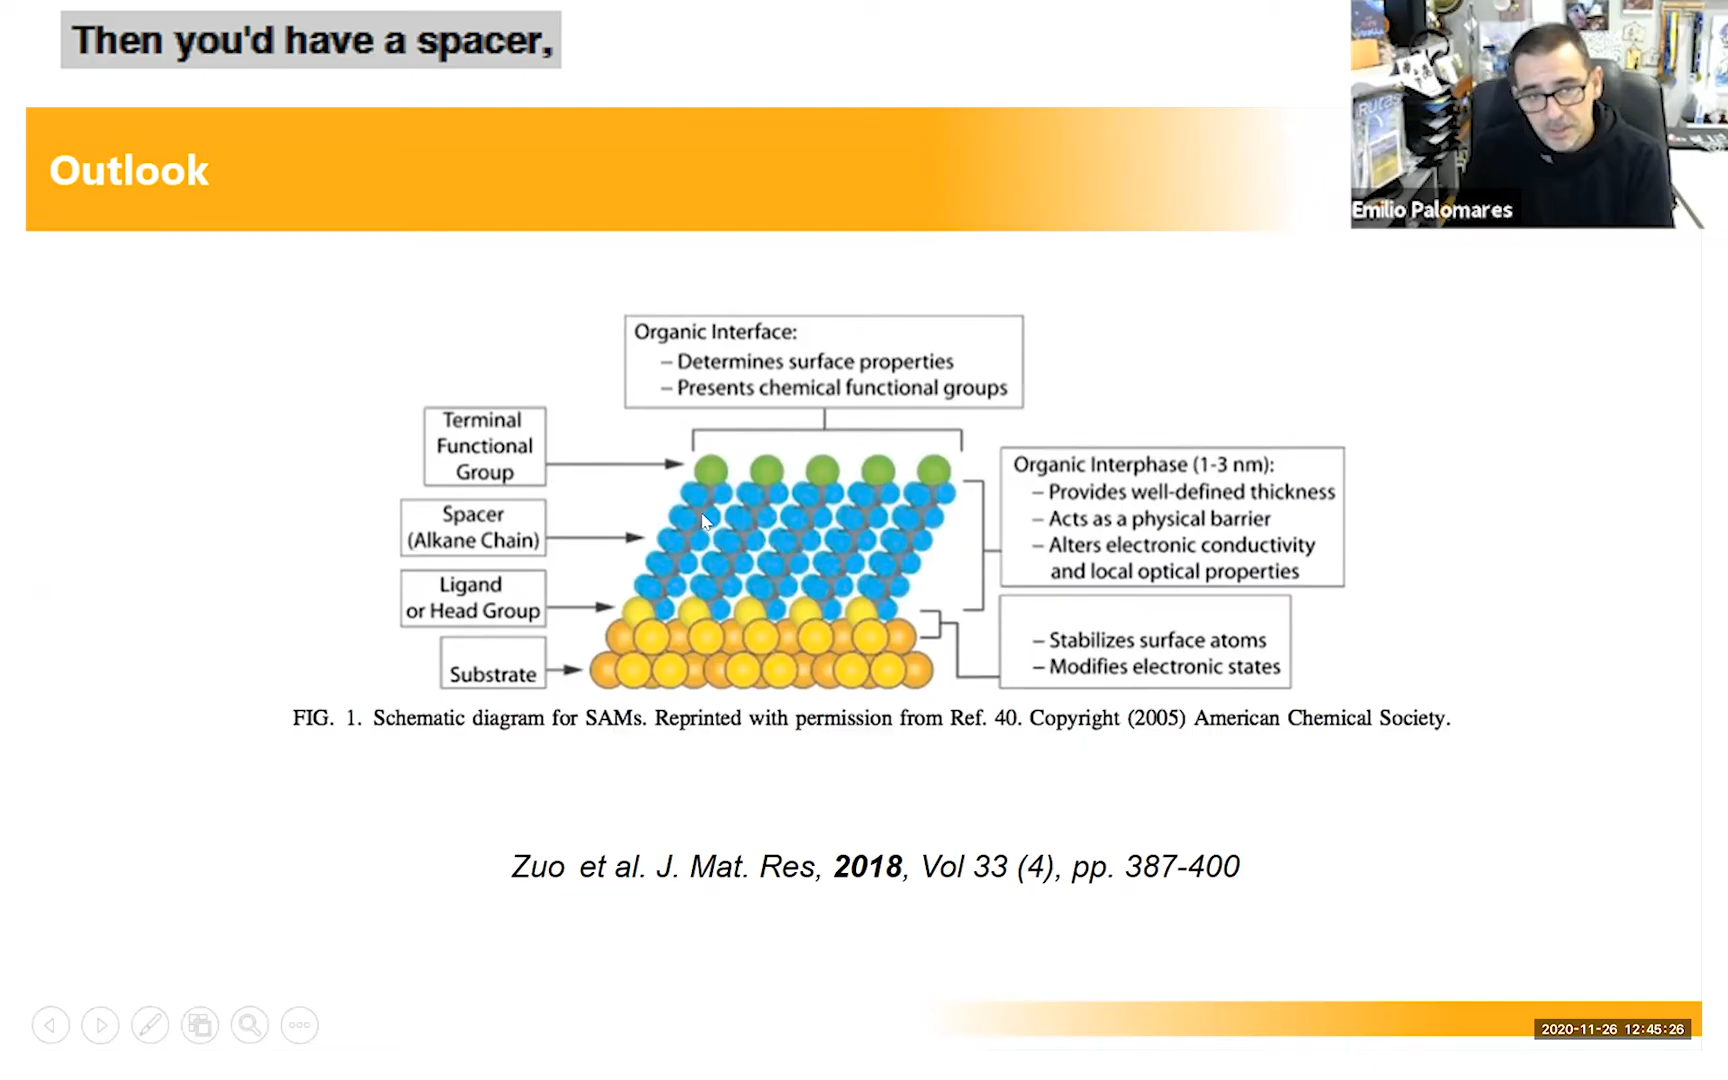 Then you'd have a spacer,
Outlook
Emilio Palomares
Organic Interface:
– Determines surface properties
– Presents chemical functional groups
Terminal
Functional
Group
Spacer
(Alkane Chain)
Ligand
or Head Group
Substrate
Organic Interphase (1-3 nm):
– Provides well-defined thickness
– Acts as a physical barrier
– Alters electronic conductivity
and local optical properties
– Stabilizes surface atoms
– Modifies electronic states
FIG. 1. Schematic diagram for SAMs. Reprinted with permission from Ref. 40. Copyright (2005) American Chemical Society.
Zuo et al. J. Mat. Res, 2018, Vol 33 (4), pp. 387-400
2020-11-26 12:45:26